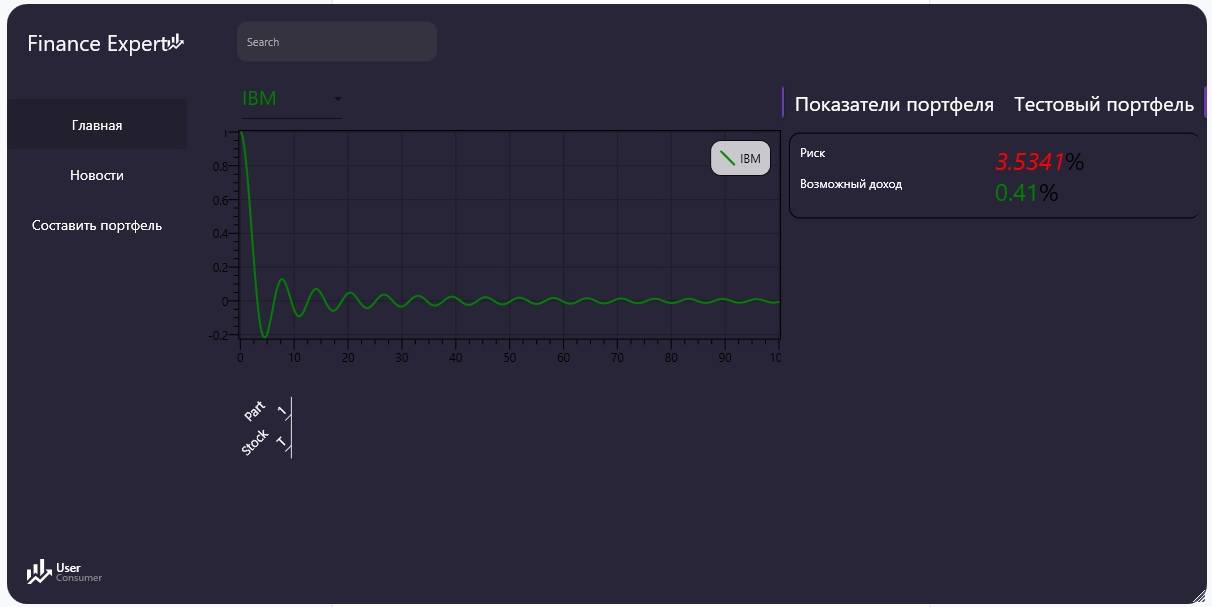 Finance Expert
Search
IBM
Показатели портфеля
Тестовый портфель
Главная
Новости
Составить портфель
1
0.8
0.6
0.4
0.2
0
-0.2
IBM
0 10 20 30 40 50 60 70 80 90 10
Риск
3.5341%
Возможный доход
0.41%
Part 1
Stock T
User
Consumer